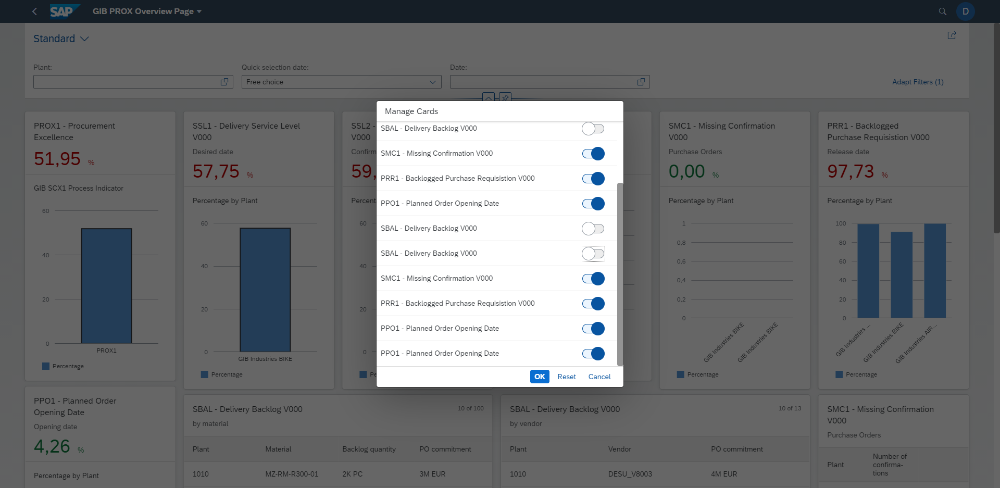 SAP
GIB PROX Overview Page
D
Standard
Plant:
Quick selection date:
Date:
Free choice
Adapt Filters (1)
PROX1 - Procurement
Excellence
51,95 %
GIB SCX1 Process Indicator
60
40
20
0
PROX1
Percentage
SSL1 - Delivery Service Level
V000
Desired date
57,75 %
Percentage by Plant
60
40
20
0
GIB Industries BIKE
Percentage
SSL2 -
V000
Confirm
59,
Percent
60
40
20
0
Pe
Manage Cards
SBAL - Delivery Backlog V000
SMC1 - Missing Confirmation V000
PRR1 - Backlogged Purchase Requisistion V000
PPO1 - Planned Order Opening Date
SBAL - Delivery Backlog V000
SBAL - Delivery Backlog V000
SMC1 - Missing Confirmation V000
PRR1 - Backlogged Purchase Requisistion V000
PPO1 - Planned Order Opening Date
PPO1 - Planned Order Opening Date
OK
Reset
Cancel
SMC1 - Missing Confirmation
V000
Purchase Orders
0,00 %
Percentage by Plant
1
0,8
0,6
0,4
0,2
0
GIB Industries BIKE
GIB Industries BIKE
Percentage
PRR1 - Backlogged
Purchase Requisistion V000
Release date
97,73 %
Percentage by Plant
100
80
60
40
20
0
GIB Industries ...
GIB Industries BIKE
GIB Industries AIR...
Percentage
PPO1 - Planned Order
Opening Date
Opening date
4,26 %
Percentage by Plant
SBAL - Delivery Backlog V000
10 of 100
by material
Plant Material Backlog quantity PO commitment
1010 MZ-RM-R300-01 2K PC 3M EUR
SBAL - Delivery Backlog V000
10 of 13
by vendor
Plant Vendor PO commitment
1010 DESU_V8003 4M EUR
SMC1 - Missing Confirmation
V000
Purchase Orders
Plant
Number of
confirma-
tions